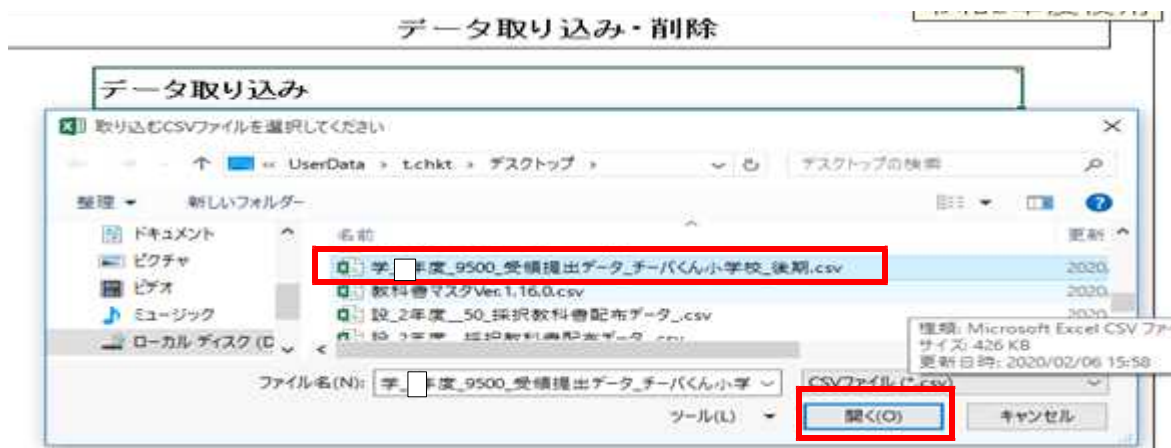 データ取り込み・削除
データ取り込み
取り込むCSVファイルを選択してください
« UserData › t.chkt › デスクトップ ›
デスクトップの検索
整理
新しいフォルダー
ドキュメント
名前
更新
ピクチャ
学_年度_9500_受領提出データ_チーバくん小学校_後期.csv
2020
ビデオ
教科書マスタVer.1.16.0.csv
2020
ミュージック
設_2年度__50_採択教科書配布データ_.csv
2020
ローカル ディスク (C
種類: Microsoft Excel CSV ファ
サイズ: 426 KB
更新日時: 2020/02/06 15:58
ファイル名(N):
学_年度_9500_受領提出データ_チーバくん小学
CSVファイル (*.csv)
ツール(L)
開く(O)
キャンセル